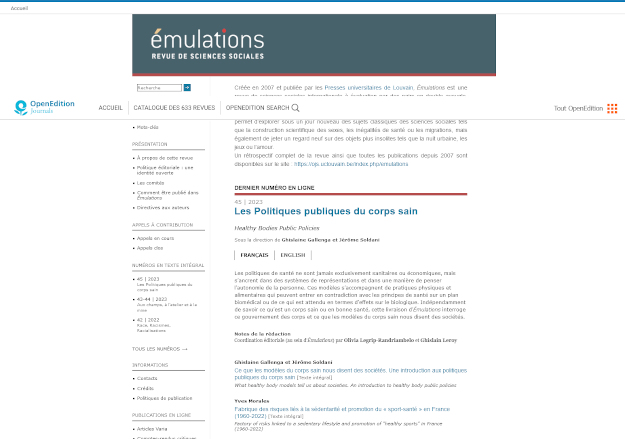 Accueil
émulations
REVUE DE SCIENCES SOCIALES
Recherche
Créée en 2007 et publiée par les Presses universitaires de Louvain, Émulations est une
OpenEdition
Journals
ACCUEIL
CATALOGUE DES 633 REVUES
OPENEDITION SEARCH
Tout OpenEdition
permet d'explorer sous un jour nouveau des sujets classiques des sciences sociales tels
que la construction scientifique des sexes, les inégalités de santé ou les migrations, mais
également de jeter un regard neuf sur des objets plus insolites tels que la nuit urbaine, les
jeux ou l'amour.
Un rétrospectif complet de la revue ainsi que toutes les publications depuis 2007 sont
disponibles sur le site : https://ojs.uclouvain.be/index.php/emulations
Mots-clés
PRÉSENTATION
À propos de cette revue
Politique éditoriale – une
identité ouverte
Les comités
Comment être publié dans
Émulations
Directives aux auteurs
APPELS À CONTRIBUTION
Appels en cours
Appels clos
NUMÉROS EN TEXTE INTÉGRAL
45 | 2023
Les Politiques publiques du
corps sain
43-44 | 2023
Aux champs, à l'atelier et à la
mine
42 | 2022
Race, Racismes,
Racialisations
TOUS LES NUMÉROS →
INFORMATIONS
Contacts
Crédits
Politiques de publication
PUBLICATIONS EN LIGNE
Articles Varia
DERNIER NUMÉRO EN LIGNE
45 | 2023
Les Politiques publiques du corps sain
Healthy Bodies Public Policies
Sous la direction de Ghislaine Gallenga et Jérôme Soldani
FRANÇAIS
ENGLISH
Les politiques de santé ne sont jamais exclusivement sanitaires ou économiques, mais
s'ancrent dans des systèmes de représentations et dans une manière de penser
l'autonomie de la personne. Ces modèles s'accompagnent de pratiques physiques et
alimentaires qui peuvent entrer en contradiction avec les principes de santé sur un plan
biomédical ou de ce qui est attendu en termes d'effets sur le biologique. Indépendamment
de savoir ce qu'est un corps sain ou en bonne santé, cette livraison d'Émulations interroge
le gouvernement des corps et ce que les modèles du corps sain nous disent des sociétés.
Notes de la rédaction
Coordination éditoriale (au sein d'Émulations) par Olivia Legrip-Randriambelo et Ghislain Leroy
Ghislaine Gallenga et Jérôme Soldani
Ce que les modèles du corps sain nous disent des sociétés. Une introduction aux politiques
publiques du corps sain [Texte intégral]
What healthy body models tell us about societies. An introduction to healthy body public policies
Yves Morales
Fabrique des risques liés à la sédentarité et promotion du « sport-santé » en France
(1960-2022) [Texte intégral]
Factory of risks linked to a sedentary lifestyle and promotion of "healthy sports" in France
(1960-2022)